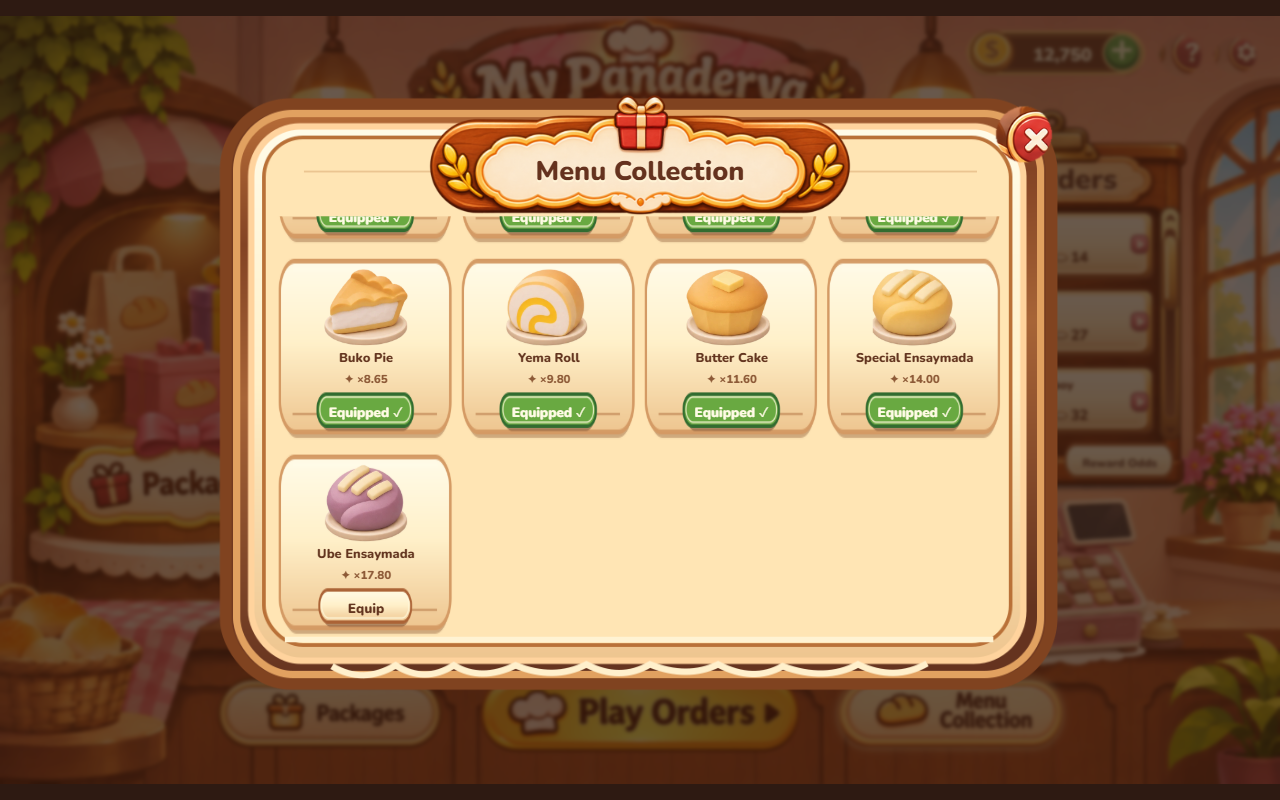 My Panaderya
12,750
?
Menu Collection
Equipped ✓
Equipped ✓
Equipped ✓
Equipped ✓
ders
14
27
32
Buko Pie
✦ ×8.65
Equipped ✓
Yema Roll
✦ ×9.80
Equipped ✓
Butter Cake
✦ ×11.60
Equipped ✓
Special Ensaymada
✦ ×14.00
Equipped ✓
Reward Odds
Packa
Ube Ensaymada
✦ ×17.80
Equip
Packages
Play Orders
Menu
Collection